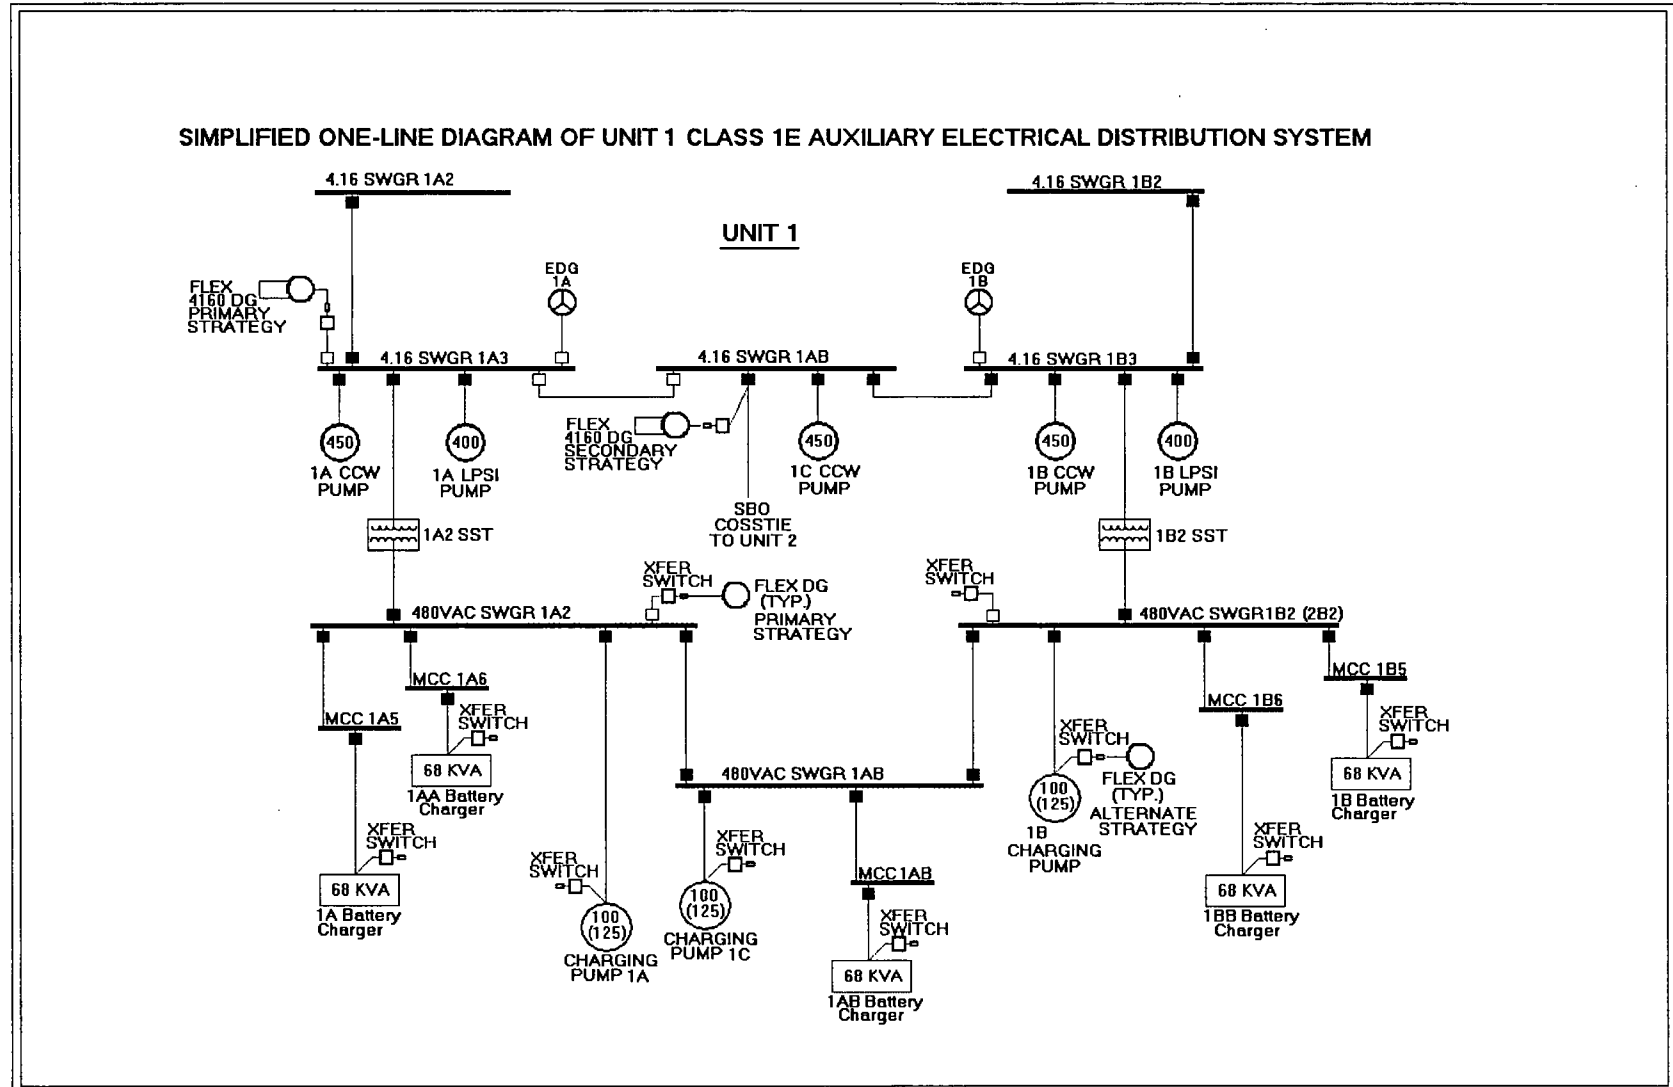 SIMPLIFIED ONE-LINE DIAGRAM OF UNIT 1 CLASS 1E AUXILIARY ELECTRICAL DISTRIBUTION SYSTEM
4.16 SWGR 1A2
4.16 SWGR 1B2
UNIT 1
FLEX
4160 DG
PRIMARY
STRATEGY
EDG
1A
EDG
1B
4.16 SWGR 1A3
4.16 SWGR 1AB
4.16 SWGR 1B3
450
1A CCW
PUMP
400
1A LPSI
PUMP
FLEX
4160 DG
SECONDARY
STRATEGY
450
1C CCW
PUMP
450
1B CCW
PUMP
400
1B LPSI
PUMP
SBO
COSSTIE
TO UNIT 2
1A2 SST
1B2 SST
XFER
SWITCH
FLEX DG
(TYP.)
PRIMARY
STRATEGY
XFER
SWITCH
480VAC SWGR 1A2
480VAC SWGR1B2 (2B2)
MCC 1A6
XFER
SWITCH
68 KVA
1AA Battery
Charger
MCC 1A5
XFER
SWITCH
68 KVA
1A Battery
Charger
XFER
SWITCH
100
(125)
CHARGING
PUMP 1A
480VAC SWGR 1AB
XFER
SWITCH
100
(125)
CHARGING
PUMP 1C
MCC1AB
XFER
SWITCH
68 KVA
1AB Battery
Charger
XFER
SWITCH
100
(125)
1B
CHARGING
PUMP
FLEX DG
(TYP.)
ALTERNATE
STRATEGY
MCC 1B6
XFER
SWITCH
68 KVA
1BB Battery
Charger
MCC 1B5
XFER
SWITCH
68 KVA
1B Battery
Charger